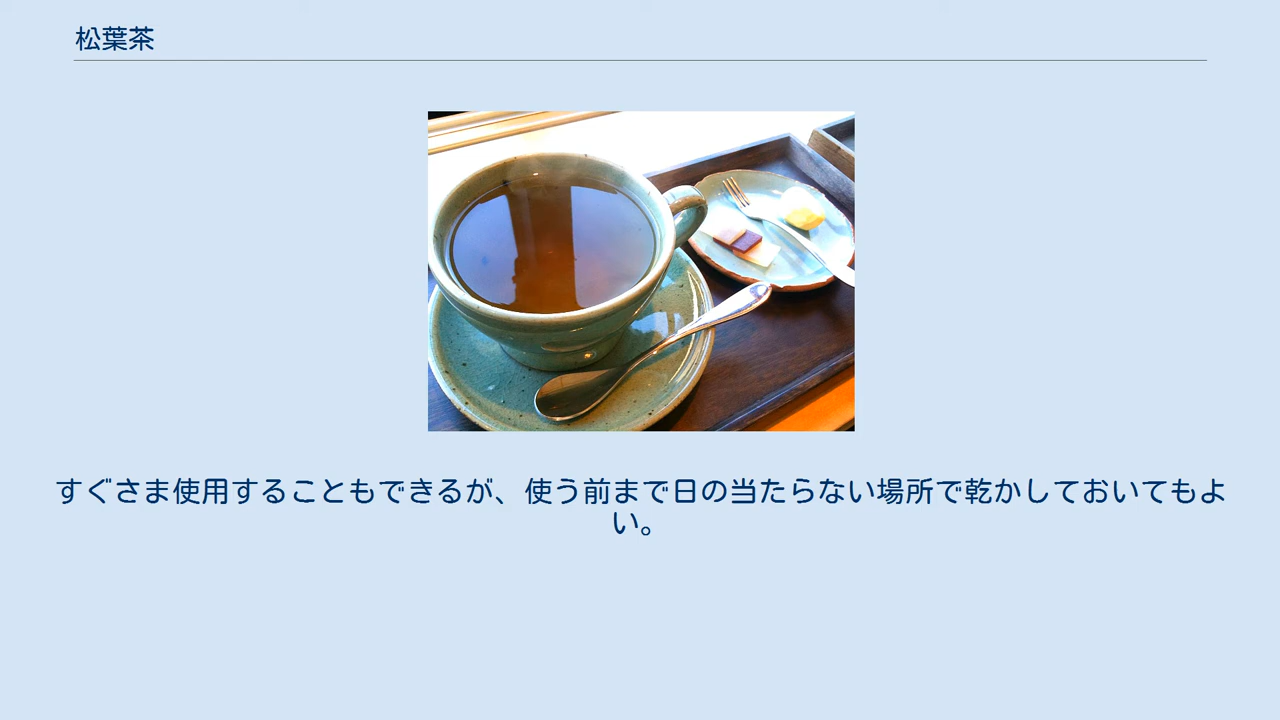 松葉茶
すぐさま使用することもできるが、使う前まで日の当たらない場所で乾かしておいてもよ
い。